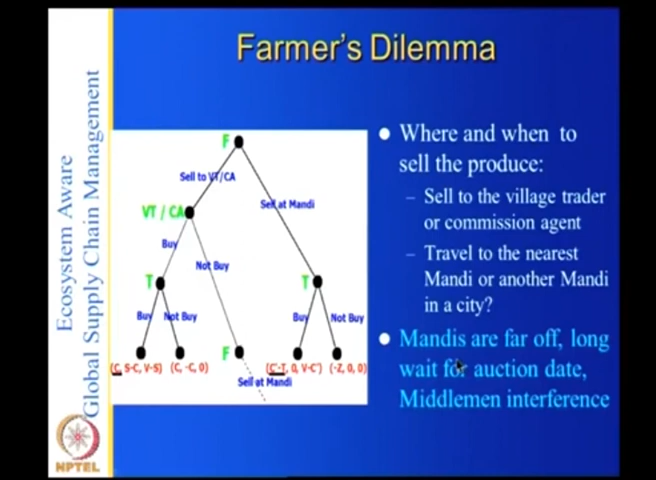 Farmer's Dilemma
Ecosystem Aware
Global Supply Chain Management
F
Sell to VT/CA
Sell at Mandi
VT / CA
Buy
Not Buy
T
T
Buy
Not Buy
Buy
Not Buy
F
(C, S-C, V-S)
(C, -C, 0)
(C'-T, 0, V-C')
(-Z, 0, 0)
Sell at Mandi
Where and when to
sell the produce:
– Sell to the village trader
or commission agent
– Travel to the nearest
Mandi or another Mandi
in a city?
Mandis are far off, long
wait for auction date,
Middlemen interference
NPTEL